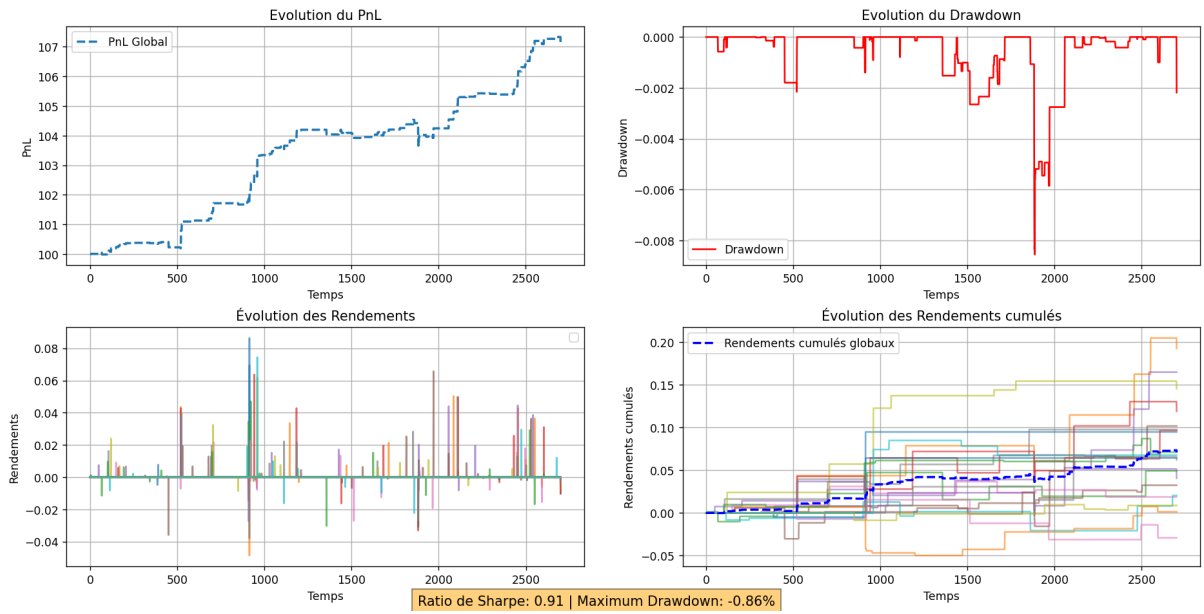 Evolution du PnL
PnL Global
107
106
105
104
103
102
101
100
PnL
0 500 1000 1500 2000 2500
Temps
Evolution du Drawdown
0.000
−0.002
−0.004
−0.006
−0.008
Drawdown
Drawdown
0 500 1000 1500 2000 2500
Temps
Évolution des Rendements
0.08
0.06
0.04
0.02
0.00
−0.02
−0.04
Rendements
0 500 1000 1500 2000 2500
Temps
Évolution des Rendements cumulés
Rendements cumulés globaux
0.20
0.15
0.10
0.05
0.00
−0.05
Rendements cumulés
0 500 1000 1500 2000 2500
Temps
Ratio de Sharpe: 0.91 | Maximum Drawdown: -0.86%